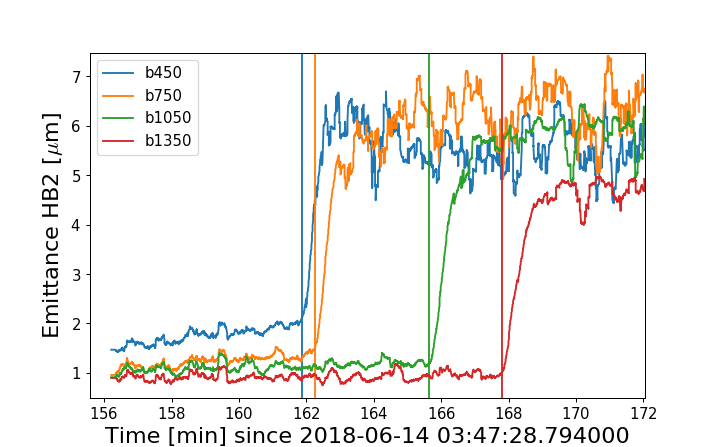 b450
b750
b1050
b1350
Emittance HB2 [μm]
7
6
5
4
3
2
1
156 158 160 162 164 166 168 170 172
Time [min] since 2018-06-14 03:47:28.794000